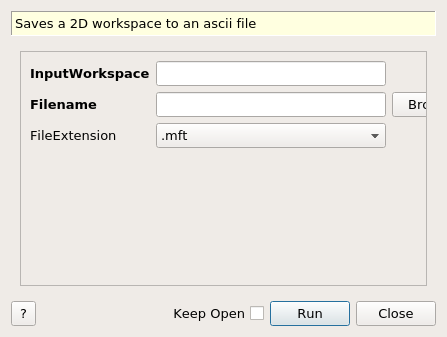 Saves a 2D workspace to an ascii file
InputWorkspace
Filename
Bro
FileExtension .mft
? Keep Open Run Close